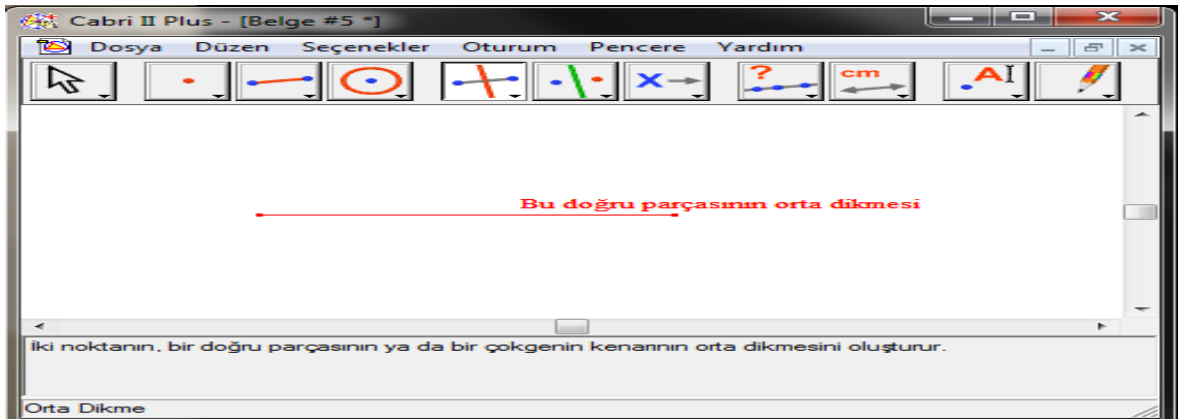 Cabri II Plus - [Belge #5 *]
Dosya Düzen Seçenekler Oturum Pencere Yardım
? cm A
Bu doğru parçasının orta dikmesi
İki noktanın, bir doğru parçasının ya da bir çokgenin kenarının orta dikmesini oluşturur.
Orta Dikme